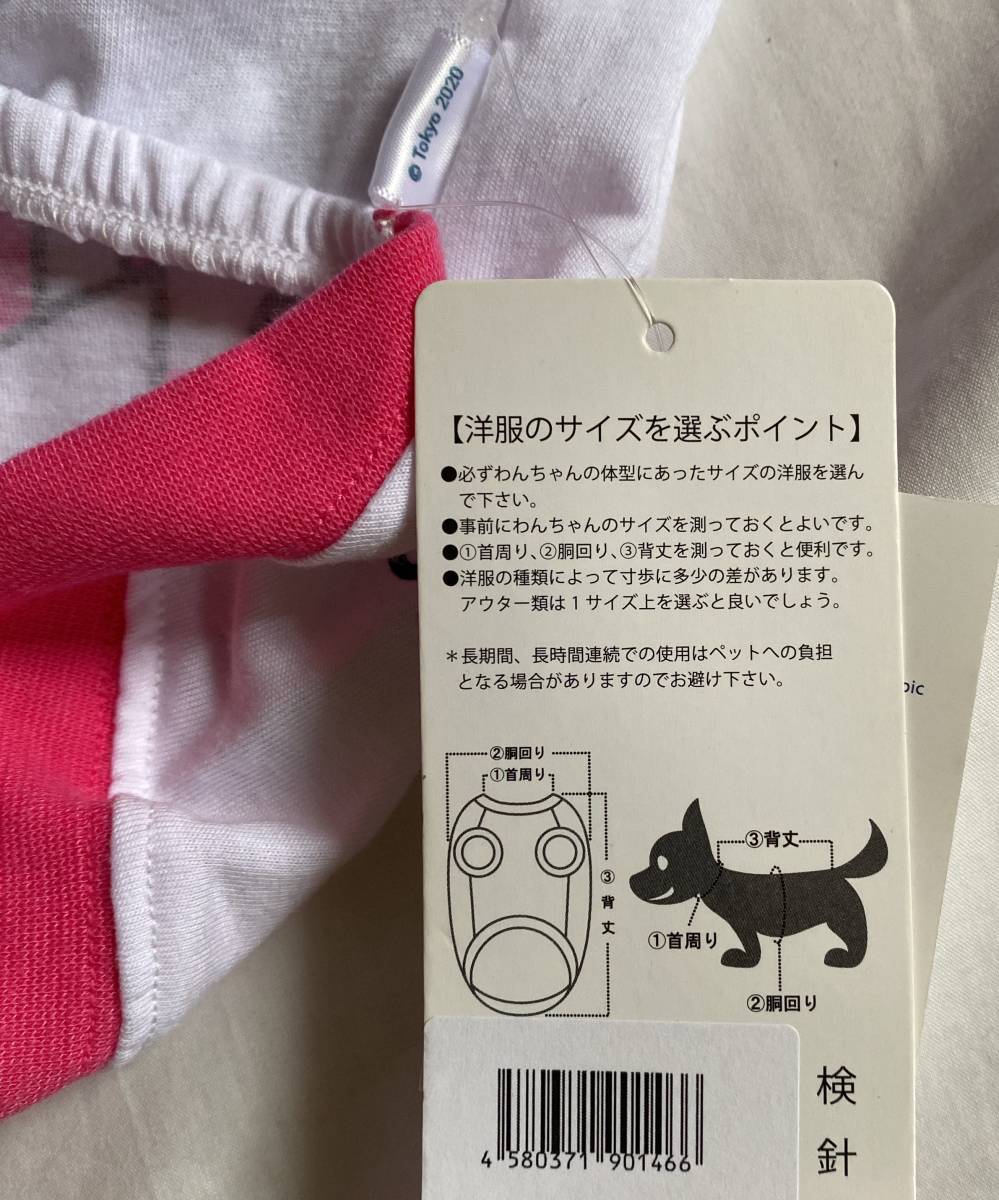 © Tokyo 2020
【洋服のサイズを選ぶポイント】
●必ずわんちゃんの体型にあったサイズの洋服を選ん
で下さい。
●事前にわんちゃんのサイズを測っておくとよいです。
●①首周り、②胴回り、③背丈を測っておくと便利です。
●洋服の種類によって寸歩に多少の差があります。
アウター類は1サイズ上を選ぶと良いでしょう。
＊長期間、長時間連続での使用はペットへの負担
となる場合がありますのでお避け下さい。
②胴回り
①首周り
③背丈
③背丈
①首周り
②胴回り
検針
4 580371 901466